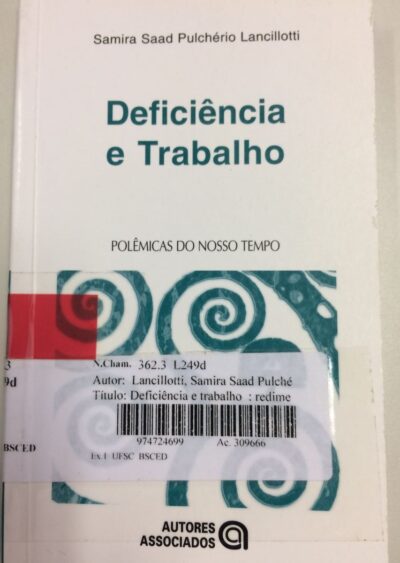 Samira Saad Pulchério Lancillotti
Deficiência
e Trabalho
POLÊMICAS DO NOSSO TEMPO
3
9d
BSCED
N.Cham. 362.3 L249d
Autor: Lancillotti, Samira Saad Pulché
Título: Deficiência e trabalho : redime
974724699 Ac. 309666
Ex.1 UFSC BSCED
AUTORES
ASSOCIADOS